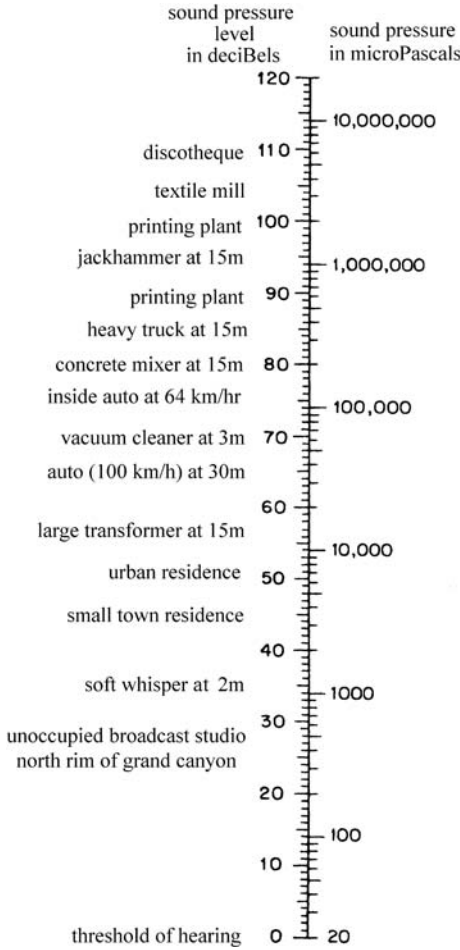 sound pressure
level
in deciBels
sound pressure
in microPascals
120
10,000,000
110
discotheque
textile mill
printing plant 100
jackhammer at 15m
1,000,000
printing plant 90
heavy truck at 15m
concrete mixer at 15m 80
inside auto at 64 km/hr
100,000
vacuum cleaner at 3m 70
auto (100 km/h) at 30m
60
large transformer at 15m
10,000
urban residence 50
small town residence
40
soft whisper at 2m
1000
30
unoccupied broadcast studio
north rim of grand canyon
20
100
10
threshold of hearing 0 20